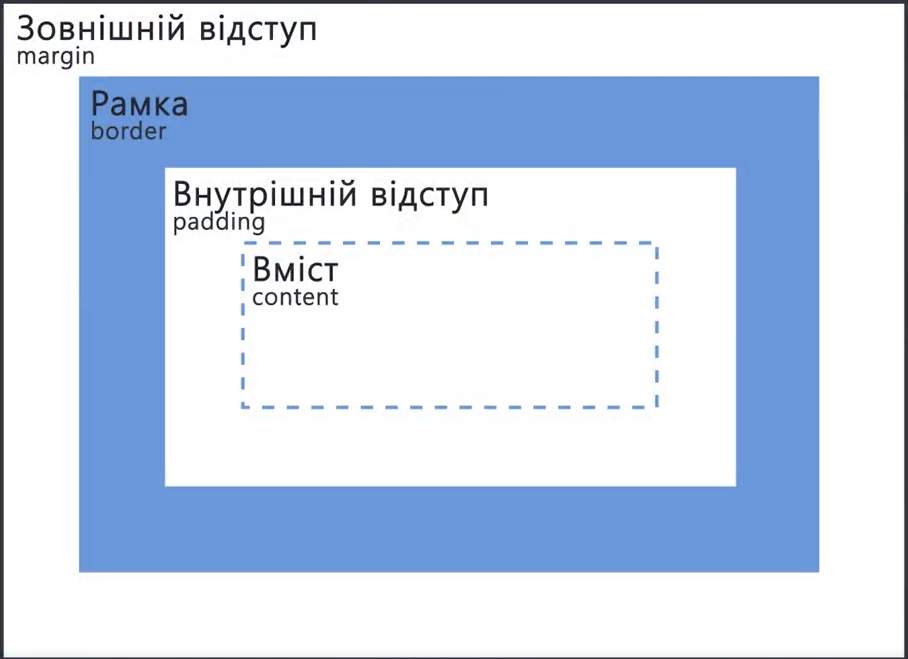 Зовнішній відступ
margin
Рамка
border
Внутрішній відступ
padding
Вміст
content